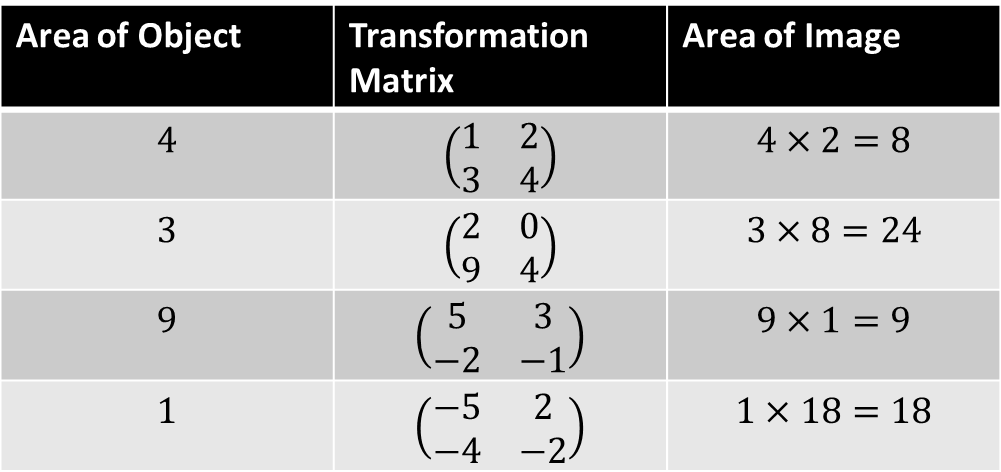 Area of Object
Transformation
Matrix
Area of Image
4
(1 2
3 4)
4 × 2 = 8
3
(2 0
9 4)
3 × 8 = 24
9
(5 3
−2 −1)
9 × 1 = 9
1
(−5 2
−4 −2)
1 × 18 = 18